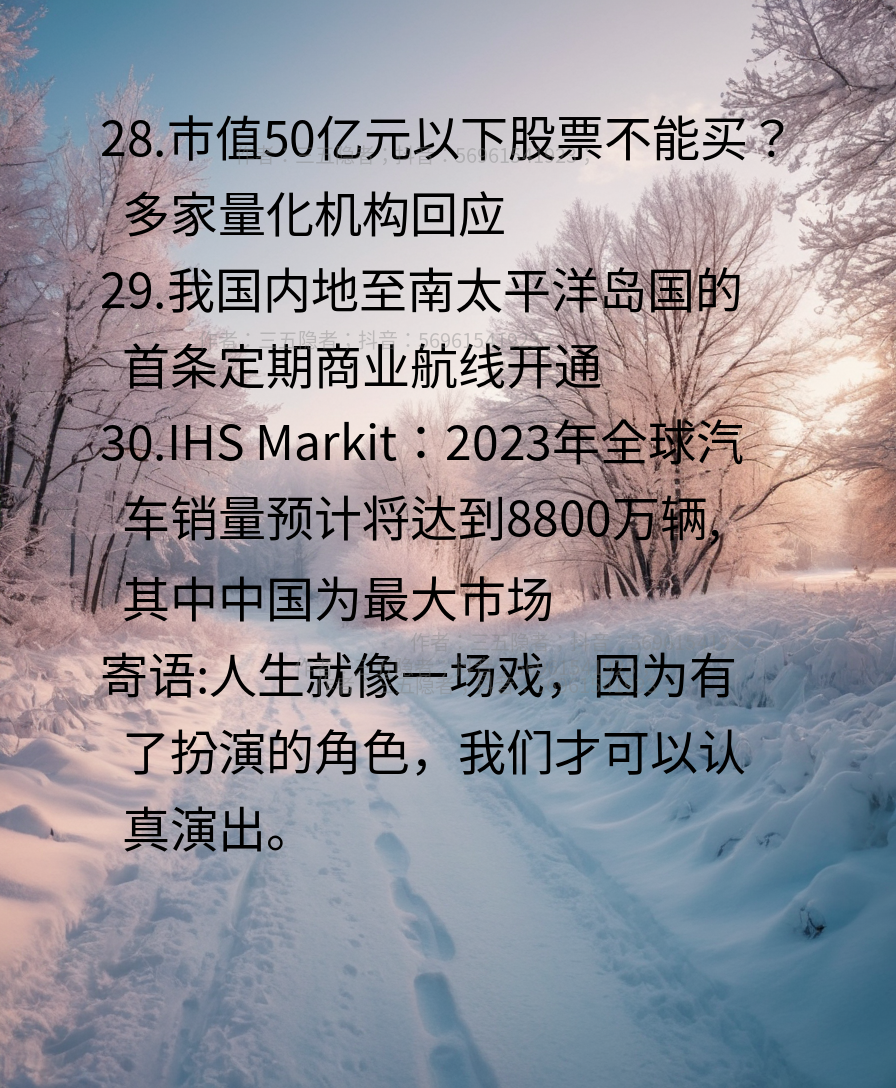 28.市值50亿元以下股票不能买？
多家量化机构回应
29.我国内地至南太平洋岛国的
作者：三五隐者；抖音：
首条定期商业航线开通
30.IHS Markit：2023年全球汽
车销量预计将达到8800万辆,
其中中国为最大市场
寄语:人生就像一场戏，因为有
了扮演的角色，我们才可以认
真演出。